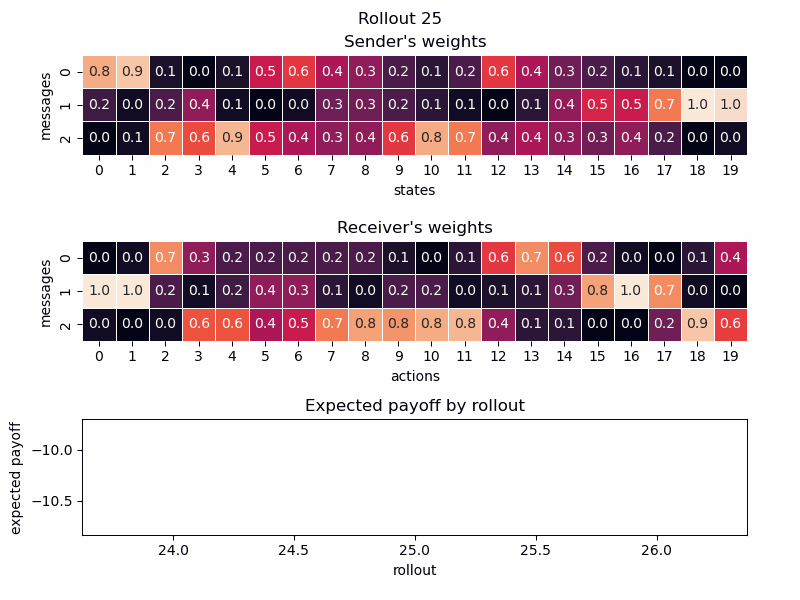 Rollout 25
Sender's weights
messages
0 0.8 0.9 0.1 0.0 0.1 0.5 0.6 0.4 0.3 0.2 0.1 0.2 0.6 0.4 0.3 0.2 0.1 0.1 0.0 0.0
1 0.2 0.0 0.2 0.4 0.1 0.0 0.0 0.3 0.3 0.2 0.1 0.1 0.0 0.1 0.4 0.5 0.5 0.7 1.0 1.0
2 0.0 0.1 0.7 0.6 0.9 0.5 0.4 0.3 0.4 0.6 0.8 0.7 0.4 0.4 0.3 0.3 0.4 0.2 0.0 0.0
0 1 2 3 4 5 6 7 8 9 10 11 12 13 14 15 16 17 18 19
states
Receiver's weights
messages
0 0.0 0.0 0.7 0.3 0.2 0.2 0.2 0.2 0.2 0.1 0.0 0.1 0.6 0.7 0.6 0.2 0.0 0.0 0.1 0.4
1 1.0 1.0 0.2 0.1 0.2 0.4 0.3 0.1 0.0 0.2 0.2 0.0 0.1 0.1 0.3 0.8 1.0 0.7 0.0 0.0
2 0.0 0.0 0.0 0.6 0.6 0.4 0.5 0.7 0.8 0.8 0.8 0.8 0.4 0.1 0.1 0.0 0.0 0.2 0.9 0.6
0 1 2 3 4 5 6 7 8 9 10 11 12 13 14 15 16 17 18 19
actions
Expected payoff by rollout
expected payoff
−10.0
−10.5
24.0 24.5 25.0 25.5 26.0
rollout